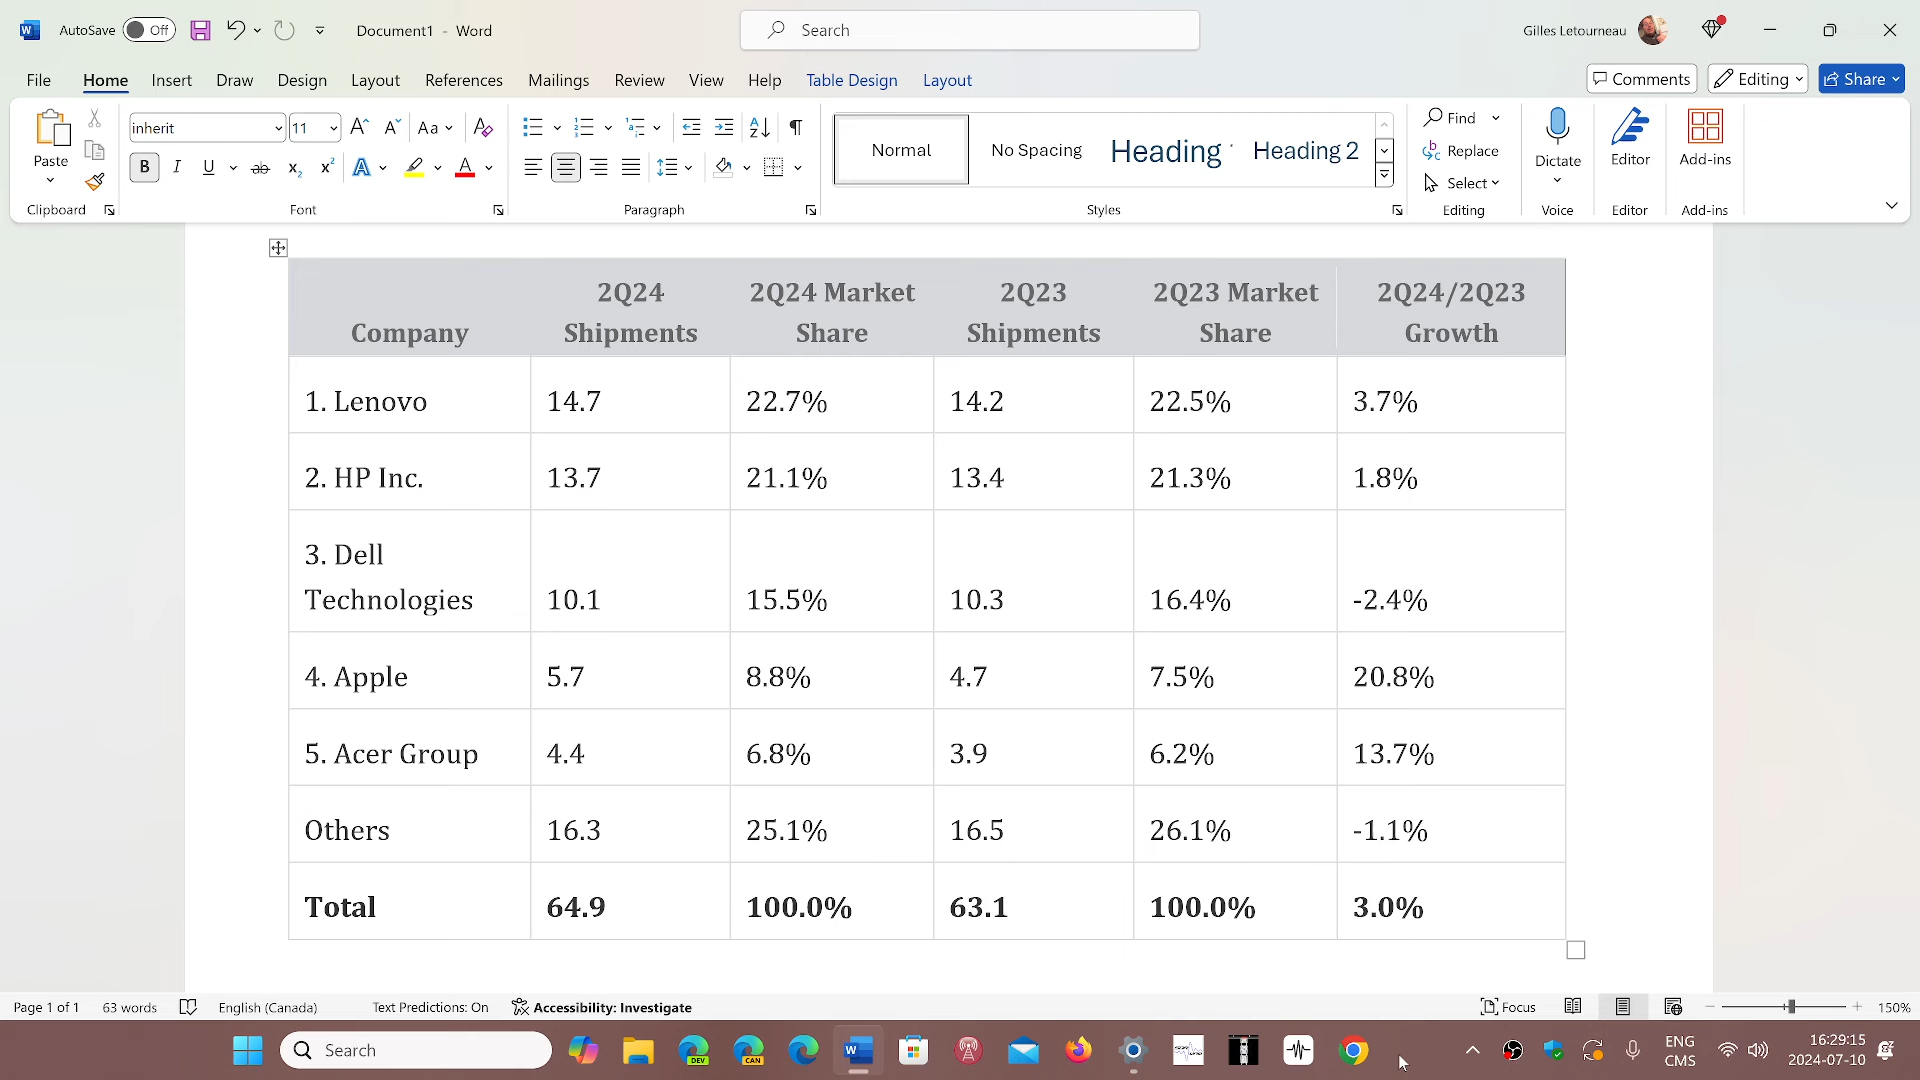 AutoSave Off Document1 - Word Search Gilles Letourneau
File Home Insert Draw Design Layout References Mailings Review View Help Table Design Layout Comments Editing Share
Paste
Clipboard
inherit 11 Aa
B I U ab x₂ x² A A
Font
Paragraph
Normal No Spacing Heading Heading 2
Styles
Find
Replace
Select
Editing
Dictate
Voice
Editor
Editor
Add-ins
Add-ins
Company 2Q24 Shipments 2Q24 Market Share 2Q23 Shipments 2Q23 Market Share 2Q24/2Q23 Growth
1. Lenovo 14.7 22.7% 14.2 22.5% 3.7%
2. HP Inc. 13.7 21.1% 13.4 21.3% 1.8%
3. Dell
Technologies 10.1 15.5% 10.3 16.4% -2.4%
4. Apple 5.7 8.8% 4.7 7.5% 20.8%
5. Acer Group 4.4 6.8% 3.9 6.2% 13.7%
Others 16.3 25.1% 16.5 26.1% -1.1%
Total 64.9 100.0% 63.1 100.0% 3.0%
Page 1 of 1 63 words English (Canada) Text Predictions: On Accessibility: Investigate Focus 150%
Search DEV CAN ENG 16:29:15
CMS 2024-07-10